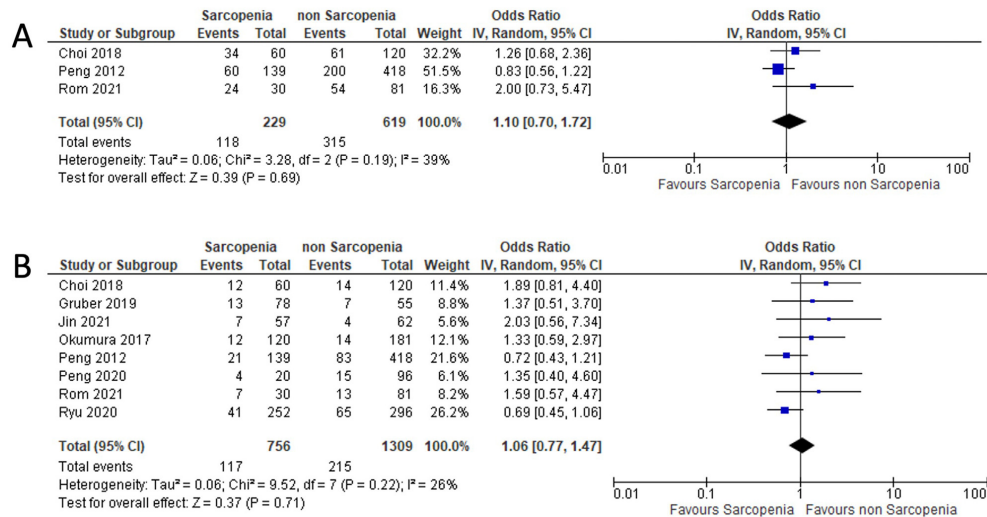 A
Sarcopenia non Sarcopenia Odds Ratio Odds Ratio
Study or Subgroup Events Total Events Total Weight IV, Random, 95% CI IV, Random, 95% CI
Choi 2018 34 60 61 120 32.2% 1.26 [0.68, 2.36]
Peng 2012 60 139 200 418 51.5% 0.83 [0.56, 1.22]
Rom 2021 24 30 54 81 16.3% 2.00 [0.73, 5.47]
Total (95% CI) 229 619 100.0% 1.10 [0.70, 1.72]
Total events 118 315
Heterogeneity: Tau² = 0.06; Chi² = 3.28, df = 2 (P = 0.19); I² = 39%
Test for overall effect: Z = 0.39 (P = 0.69)
0.01 0.1 1 10 100
Favours Sarcopenia Favours non Sarcopenia
B
Sarcopenia non Sarcopenia Odds Ratio Odds Ratio
Study or Subgroup Events Total Events Total Weight IV, Random, 95% CI IV, Random, 95% CI
Choi 2018 12 60 14 120 11.4% 1.89 [0.81, 4.40]
Gruber 2019 13 78 7 55 8.8% 1.37 [0.51, 3.70]
Jin 2021 7 57 4 62 5.6% 2.03 [0.56, 7.34]
Okumura 2017 12 120 14 181 12.1% 1.33 [0.59, 2.97]
Peng 2012 21 139 83 418 21.6% 0.72 [0.43, 1.21]
Peng 2020 4 20 15 96 6.1% 1.35 [0.40, 4.60]
Rom 2021 7 30 13 81 8.2% 1.59 [0.57, 4.47]
Ryu 2020 41 252 65 296 26.2% 0.69 [0.45, 1.06]
Total (95% CI) 756 1309 100.0% 1.06 [0.77, 1.47]
Total events 117 215
Heterogeneity: Tau² = 0.06; Chi² = 9.52, df = 7 (P = 0.22); I² = 26%
Test for overall effect: Z = 0.37 (P = 0.71)
0.01 0.1 1 10 100
Favours Sarcopenia Favours non Sarcopenia